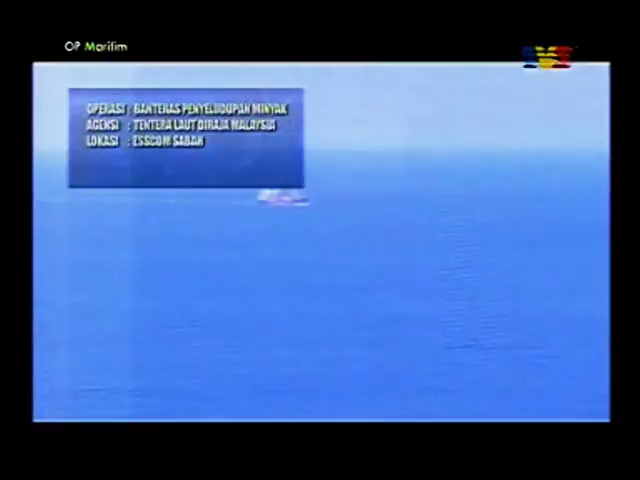 OP Maritim
OPERASI : BANTERAS PENYELUDUPAN MINYAK
AGENSI : TENTERA LAUT DIRAJA MALAYSIA
LOKASI : ESSCOM SABAH